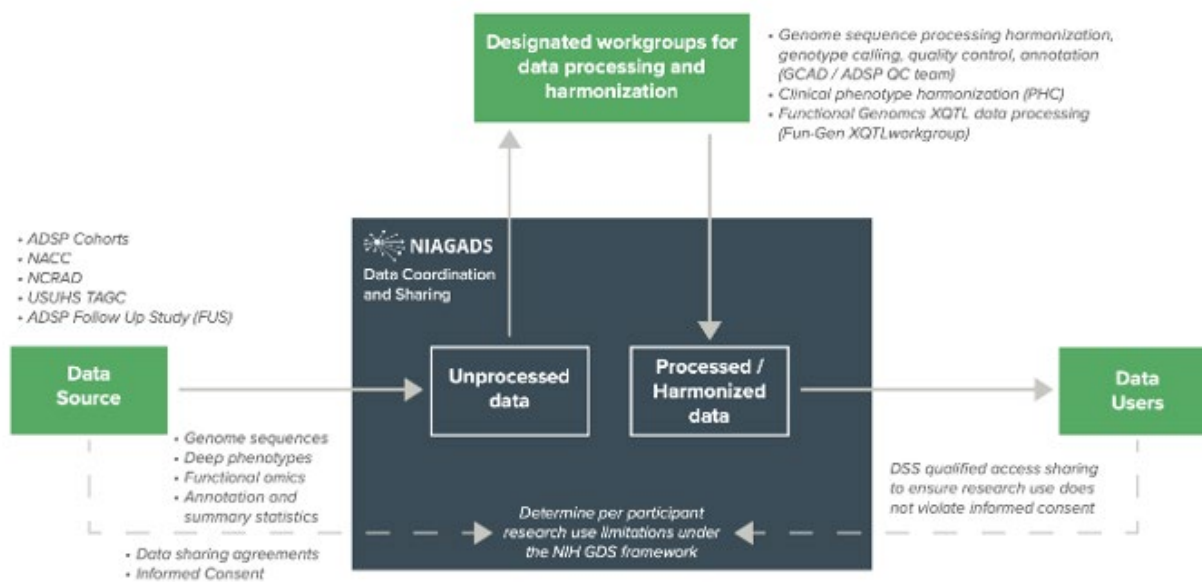 Designated workgroups for
data processing and
harmonization
• Genome sequence processing harmonization,
genotype calling, quality control, annotation
(GCAD / ADSP QC team)
• Clinical phenotype harmonization (PHC)
• Functional Genomcs XQTL data processing
(Fun-Gen XQTLworkgroup)
• ADSP Cohorts
• NACC
• NCRAD
• USUHS TAGC
• ADSP Follow Up Study (FUS)
NIAGADS
Data Coordination
and Sharing
Data
Source
Unprocessed
data
Processed /
Harmonized
data
Data
Users
• Genome sequences
• Deep phenotypes
• Functional omics
• Annotation and
summary statistics
DSS qualified access sharing
to ensure research use does
not violate informed consent
Determine per participant
research use limitations under
the NIH GDS framework
• Data sharing agreements
• Informed Consent